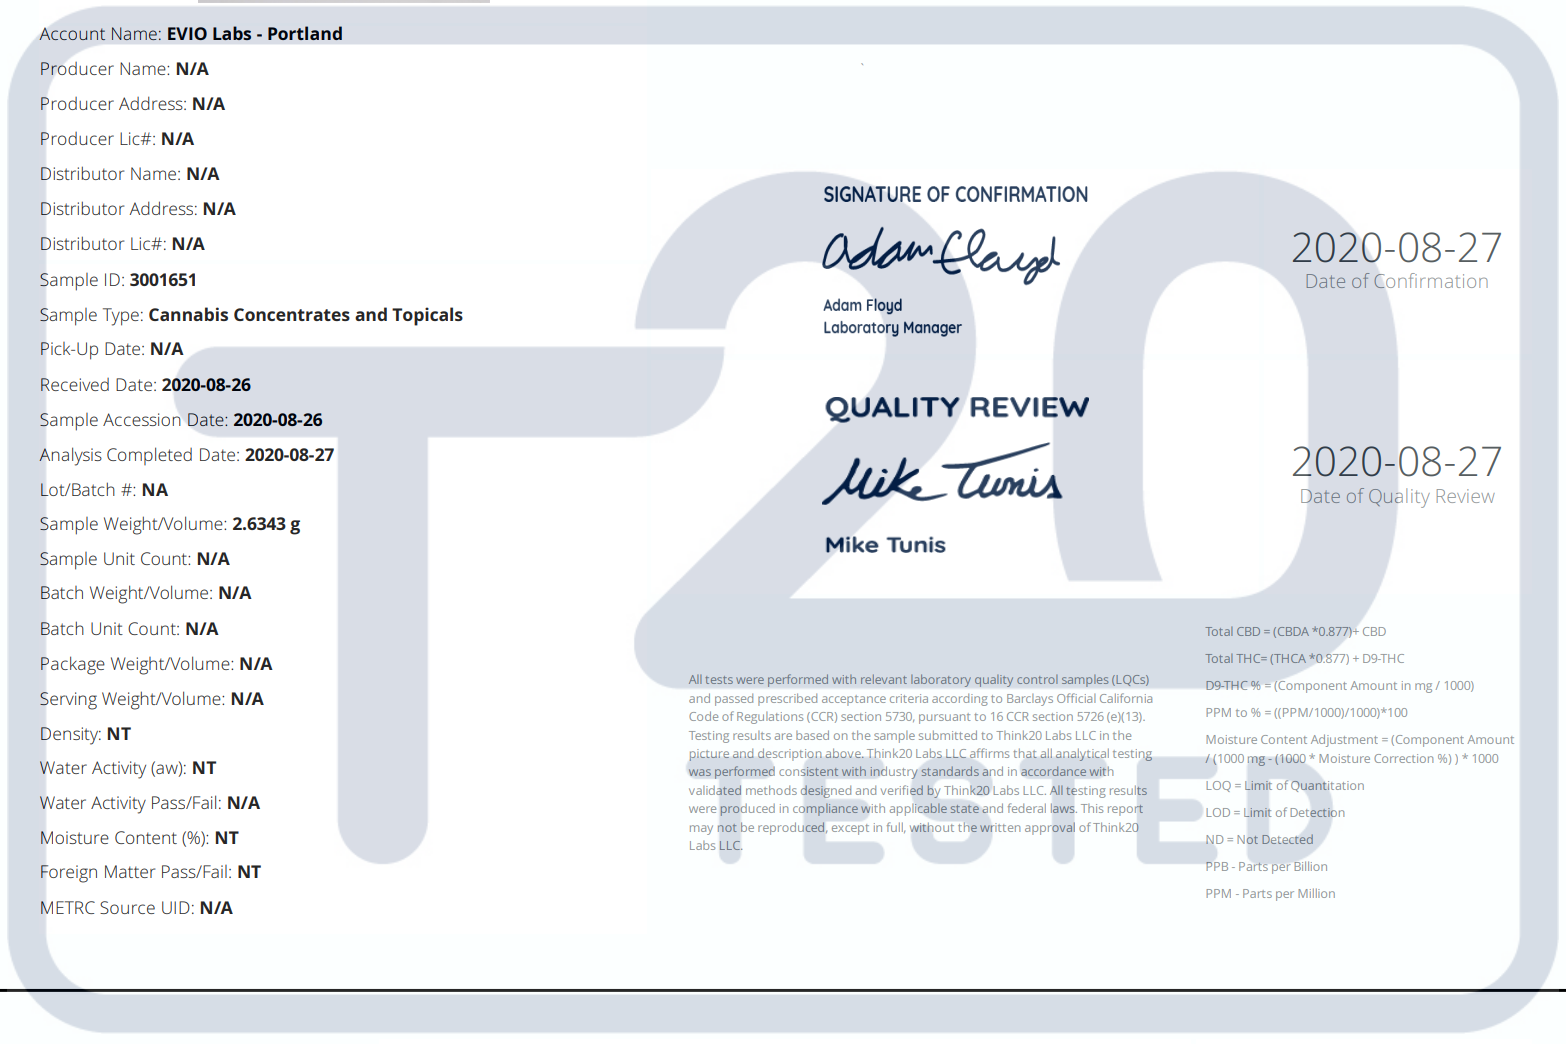 Account Name: EVIO Labs - Portland
Producer Name: N/A
Producer Address: N/A
Producer Lic#: N/A
Distributor Name: N/A
Distributor Address: N/A
Distributor Lic#: N/A
Sample ID: 3001651
Sample Type: Cannabis Concentrates and Topicals
Pick-Up Date: N/A
Received Date: 2020-08-26
Sample Accession Date: 2020-08-26
Analysis Completed Date: 2020-08-27
Lot/Batch #: NA
Sample Weight/Volume: 2.6343 g
Sample Unit Count: N/A
Batch Weight/Volume: N/A
Batch Unit Count: N/A
Package Weight/Volume: N/A
Serving Weight/Volume: N/A
Density: NT
Water Activity (aw): NT
Water Activity Pass/Fail: N/A
Moisture Content (%): NT
Foreign Matter Pass/Fail: NT
METRC Source UID: N/A
SIGNATURE OF CONFIRMATION
Adam Floyd
Adam Floyd
Laboratory Manager
2020-08-27
Date of Confirmation
QUALITY REVIEW
Mike Tunis
Mike Tunis
2020-08-27
Date of Quality Review
All tests were performed with relevant laboratory quality control samples (LQCs)
and passed prescribed acceptance criteria according to Barclays Official California
Code of Regulations (CCR) section 5730, pursuant to 16 CCR section 5726 (e)(13).
Testing results are based on the sample submitted to Think20 Labs LLC in the
picture and description above. Think20 Labs LLC affirms that all analytical testing
was performed consistent with industry standards and in accordance with
validated methods designed and verified by Think20 Labs LLC. All testing results
were produced in compliance with applicable state and federal laws. This report
may not be reproduced, except in full, without the written approval of Think20
Labs LLC.
Total CBD = (CBDA *0.877)+ CBD
Total THC= (THCA *0.877) + D9-THC
D9-THC % = (Component Amount in mg / 1000)
PPM to % = ((PPM/1000)/1000)*100
Moisture Content Adjustment = (Component Amount
/ (1000 mg - (1000 * Moisture Correction %) ) * 1000
LOQ = Limit of Quantitation
LOD = Limit of Detection
ND = Not Detected
PPB - Parts per Billion
PPM - Parts per Million
T20
TESTED